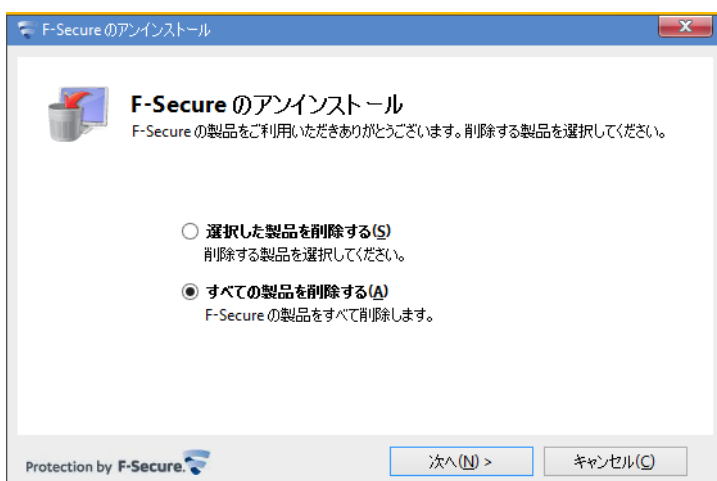 F-Secure のアンインストール
X
F-Secure のアンインストール
F-Secure の製品をご利用いただきありがとうございます。削除する製品を選択してください。
選択した製品を削除する(S)
削除する製品を選択してください。
すべての製品を削除する(A)
F-Secure の製品をすべて削除します。
Protection by F-Secure.
次へ(N) >
キャンセル(C)